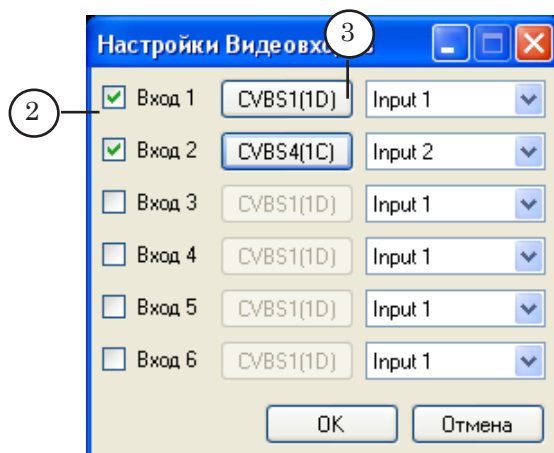 Настройки Видеовхо
3
2
Вход 1 CVBS1(1D) Input 1
Вход 2 CVBS4(1C) Input 2
Вход 3 CVBS1(1D) Input 1
Вход 4 CVBS1(1D) Input 1
Вход 5 CVBS1(1D) Input 1
Вход 6 CVBS1(1D) Input 1
OK Отмена